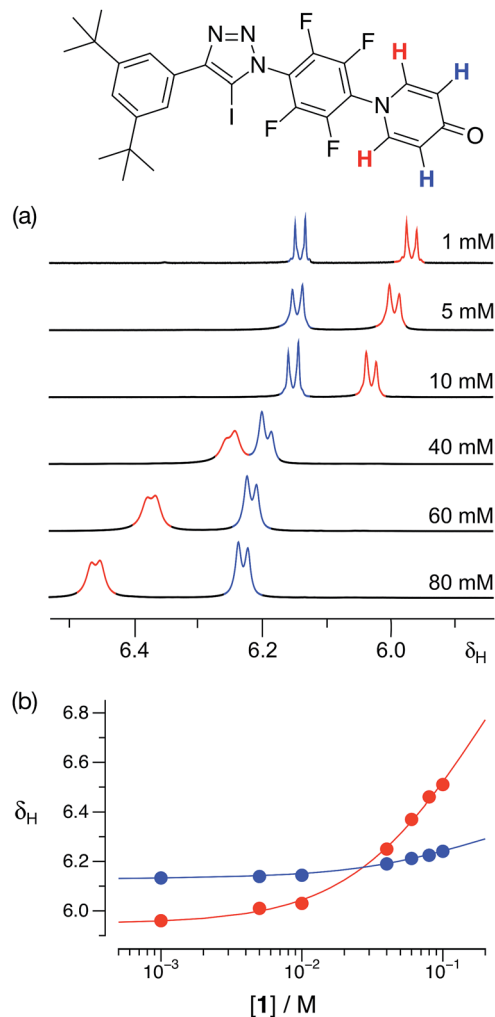 N=N
N
I
F
F
F
F
N
O
H
H
H
H
(a)
1 mM
5 mM
10 mM
40 mM
60 mM
80 mM
6.4
6.2
6.0
δH
(b)
6.8
6.6
δH
6.4
6.2
6.0
10⁻³
10⁻²
10⁻¹
[1] / M